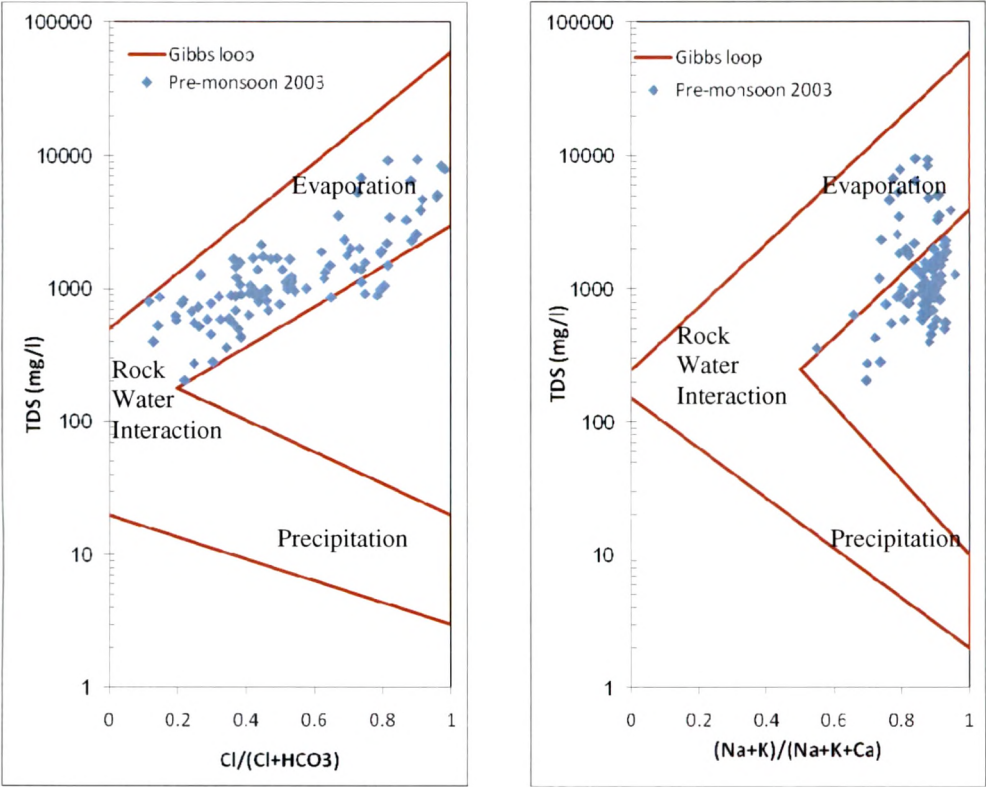 100000
10000
1000
100
10
1
TDS (mg/l)
Gibbs loop
Pre-monsoon 2003
Evaporation
Rock
Water
Interaction
Precipitation
0 0.2 0.4 0.6 0.8 1
Cl/(Cl+HCO3)
100000
10000
1000
100
10
1
TDS (mg/l)
Gibbs loop
Pre-monsoon 2003
Evaporation
Rock
Water
Interaction
Precipitation
0 0.2 0.4 0.6 0.8 1
(Na+K)/(Na+K+Ca)